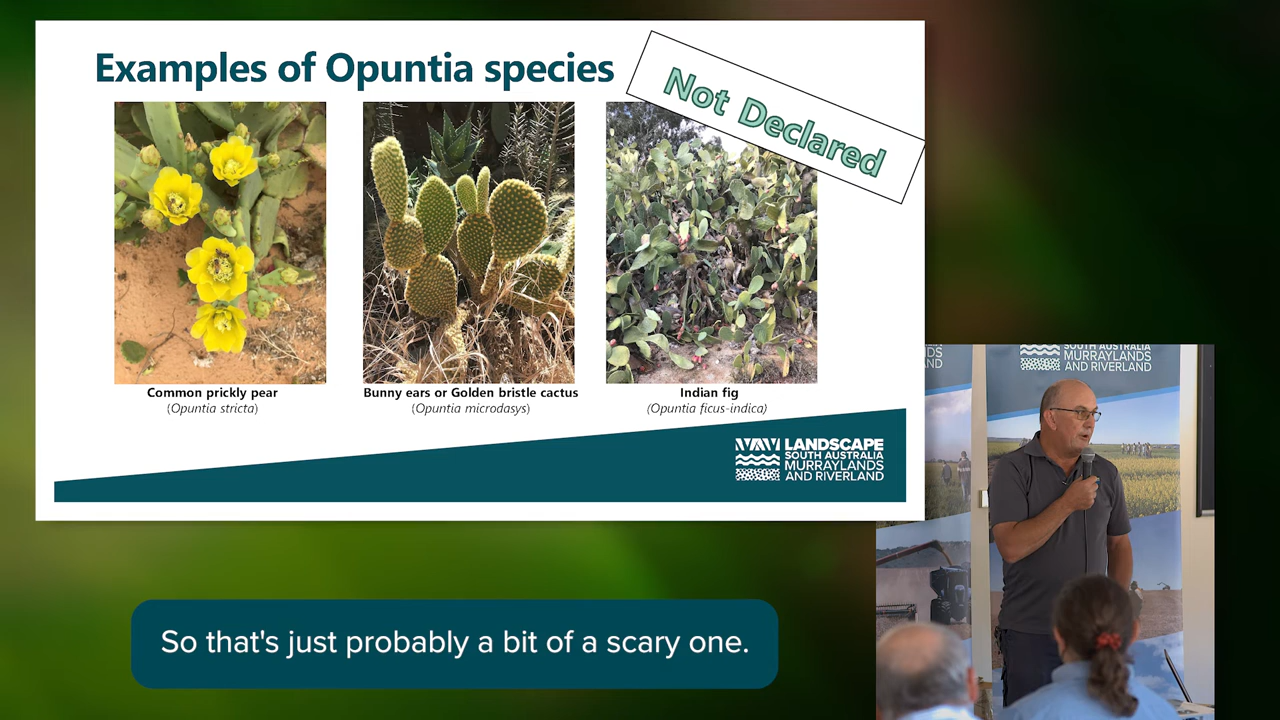 Examples of Opuntia species
Not Declared
Common prickly pear
(Opuntia stricta)
Bunny ears or Golden bristle cactus
(Opuntia microdasys)
Indian fig
(Opuntia ficus-indica)
LANDSCAPE
SOUTH AUSTRALIA
MURRAYLANDS
AND RIVERLAND
NDS
AND
SOUTH AUSTRALIA
MURRAYLANDS
AND RIVERLAND
So that's just probably a bit of a scary one.